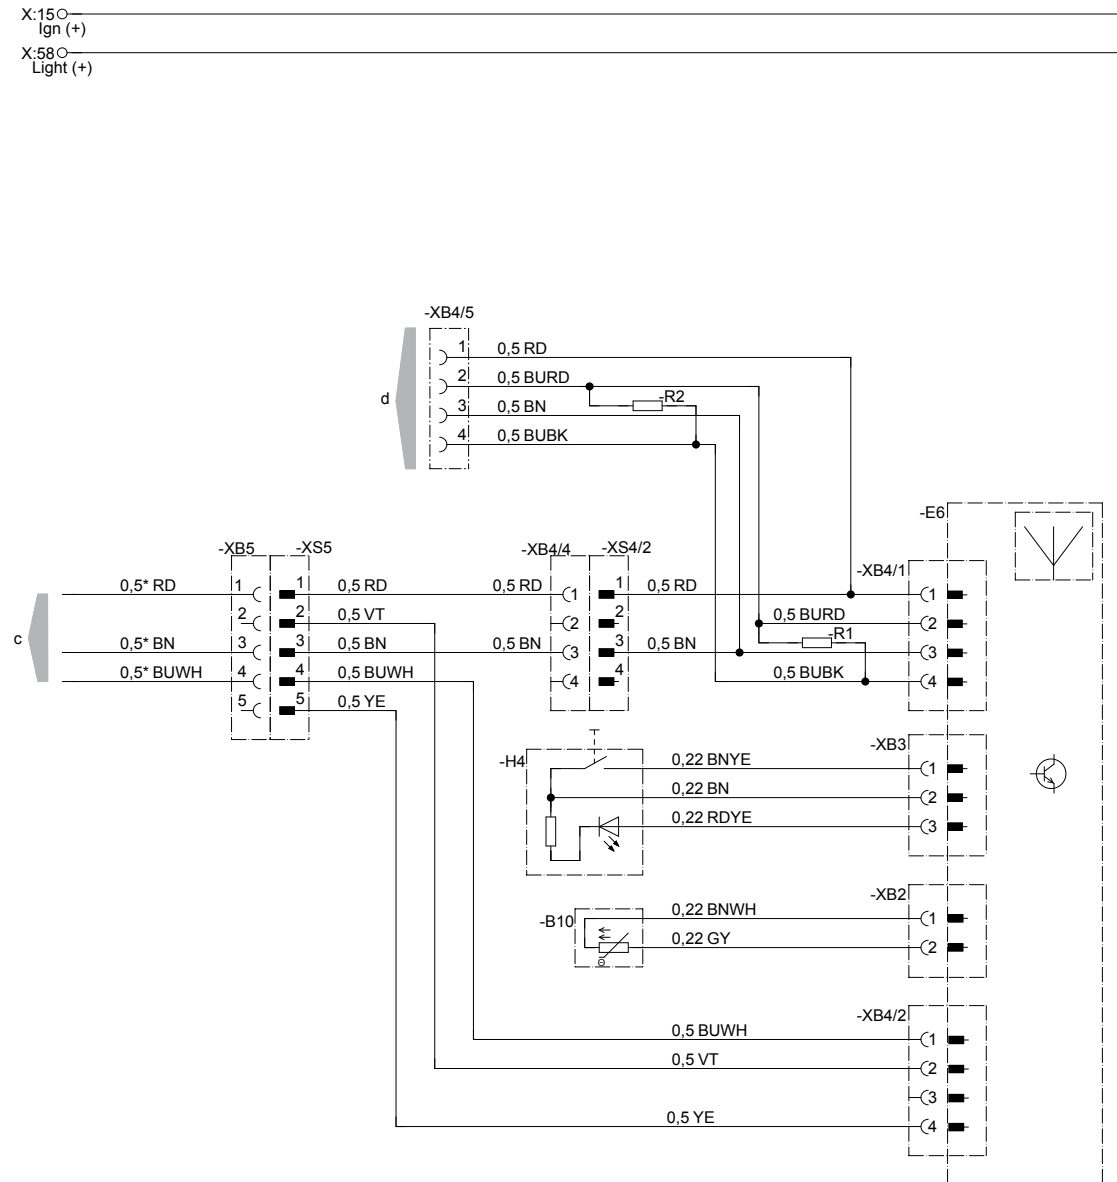 X:15
Ign (+)
X:58
Light (+)
-XB4/5
1
0,5 RD
2
0,5 BURD
d
-R2
3
0,5 BN
4
0,5 BUBK
-E6
-XB5
-XS5
-XB4/4
-XS4/2
-XB4/1
0,5* RD
1
1
0,5 RD
0,5 RD
1
1
0,5 RD
1
2
2
0,5 VT
2
2
0,5 BURD
2
c
0,5* BN
3
3
0,5 BN
0,5 BN
3
3
0,5 BN
-R1
3
0,5* BUWH
4
4
0,5 BUWH
4
4
0,5 BUBK
4
5
5
0,5 YE
-XB3
-H4
0,22 BNYE
1
0,22 BN
2
0,22 RDYE
3
-XB2
-B10
0,22 BNWH
1
0,22 GY
2
Θ
-XB4/2
0,5 BUWH
1
0,5 VT
2
3
0,5 YE
4